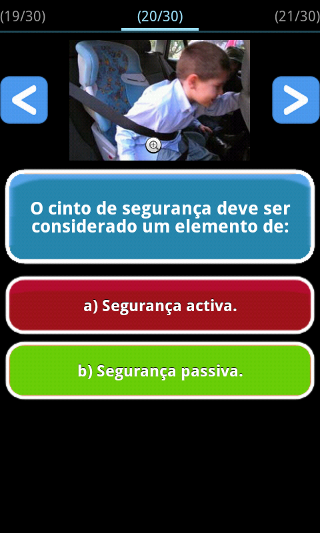 (19/30)
(20/30)
(21/30)
O cinto de segurança deve ser
considerado um elemento de:
a) Segurança activa.
b) Segurança passiva.